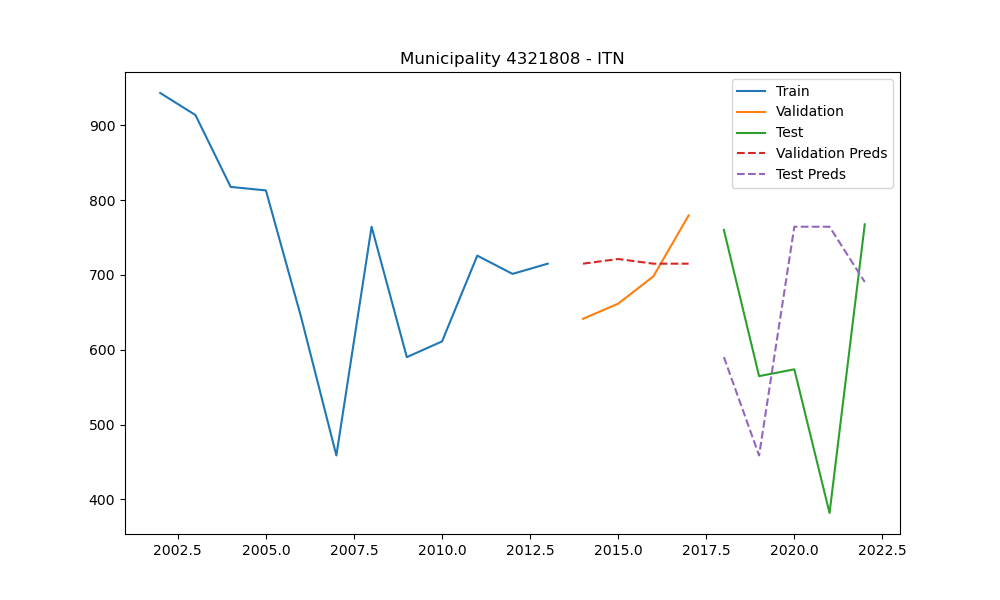 Municipality 4321808 - ITN
Train
Validation
Test
Validation Preds
Test Preds
900
800
700
600
500
400
2002.5 2005.0 2007.5 2010.0 2012.5 2015.0 2017.5 2020.0 2022.5